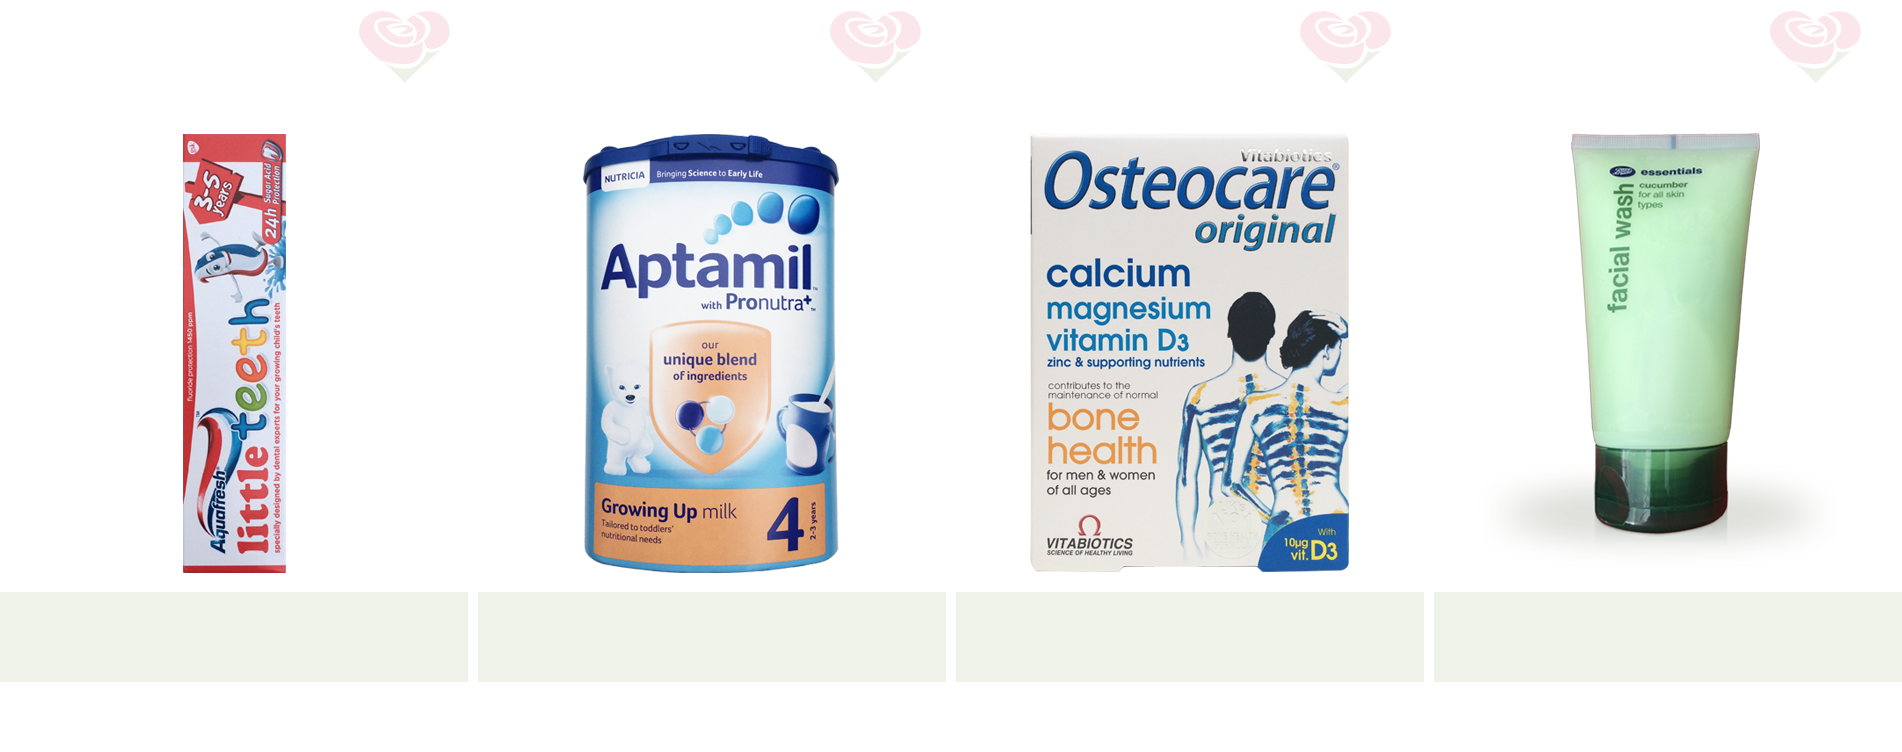 3-5
years
24h
Sugar Acid
Protection
fluoride protection 1450 ppm
Aquafresh
little teeth
specially designed by dental experts for your growing child's teeth
NUTRICIA
Bringing Science to Early Life
Aptamil
with Pronutra+
our
unique blend
of ingredients
Growing Up milk
Tailored to toddlers'
nutritional needs
4
2-3 years
Vitabiotics
Osteocare®
original
calcium
magnesium
vitamin D3
zinc & supporting nutrients
contributes to the
maintenance of normal
bone
health
for men & women
of all ages
VITABIOTICS
SCIENCE OF HEALTHY LIVING
With
10µg
vit. D3
essentials
cucumber
for all skin
types
facial wash